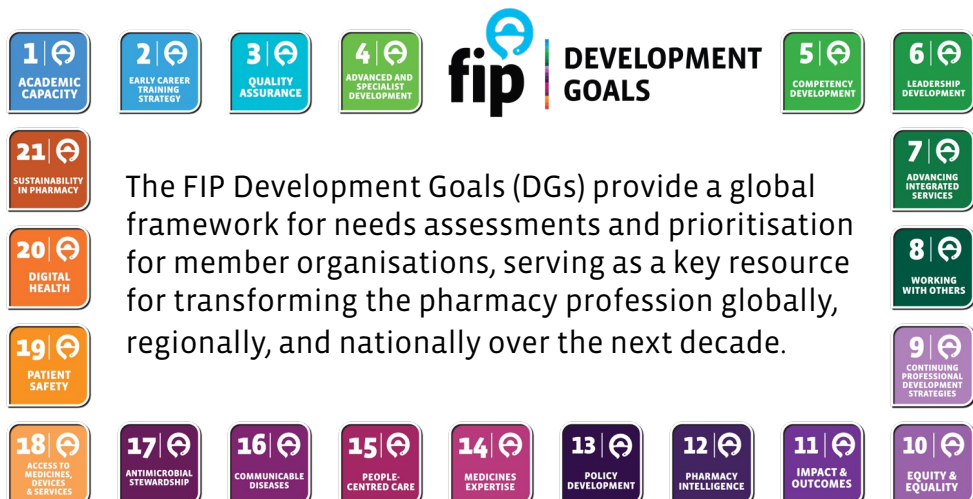 1
ACADEMIC
CAPACITY
2
EARLY CAREER
TRAINING
STRATEGY
3
QUALITY
ASSURANCE
4
ADVANCED AND
SPECIALIST
DEVELOPMENT
fip
DEVELOPMENT
GOALS
5
COMPETENCY
DEVELOPMENT
6
LEADERSHIP
DEVELOPMENT
21
SUSTAINABILITY
IN PHARMACY
7
ADVANCING
INTEGRATED
SERVICES
The FIP Development Goals (DGs) provide a global
framework for needs assessments and prioritisation
for member organisations, serving as a key resource
for transforming the pharmacy profession globally,
regionally, and nationally over the next decade.
20
DIGITAL
HEALTH
8
WORKING
WITH OTHERS
19
PATIENT
SAFETY
9
CONTINUING
PROFESSIONAL
DEVELOPMENT
STRATEGIES
18
ACCESS TO
MEDICINES,
DEVICES
& SERVICES
17
ANTIMICROBIAL
STEWARDSHIP
16
COMMUNICABLE
DISEASES
15
PEOPLE-
CENTRED CARE
14
MEDICINES
EXPERTISE
13
POLICY
DEVELOPMENT
12
PHARMACY
INTELLIGENCE
11
IMPACT &
OUTCOMES
10
EQUITY &
EQUALITY